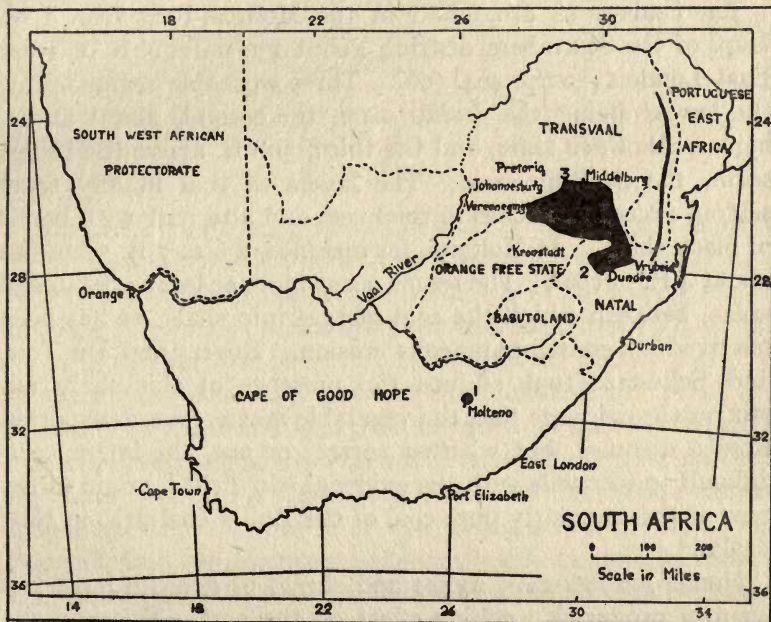 18 22 26 30
PORTUGUESE
EAST
AFRICA
24 24
TRANSVAAL
4
SOUTH WEST AFRICAN
PROTECTORATE
Pretoria 3 Middelburg
Johannesburg
Kronstadt
Vaal River
ORANGE FREE STATE
2
Vryheid
Dundee
28 28
Orange R.
NATAL
BASUTOLAND
Durban
CAPE OF GOOD HOPE
1
Molteno
32 32
East London
Cape Town
Port Elizabeth
SOUTH AFRICA
0 100 200
Scale in Miles
36 36
14 18 22 26 30 34